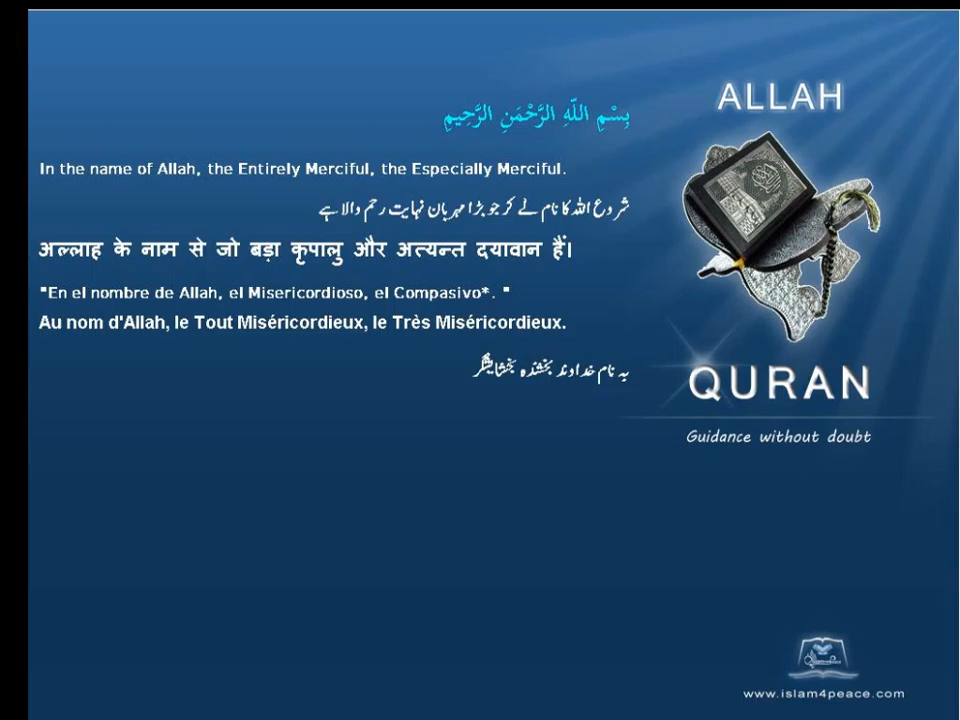 بِسْمِ اللَّهِ الرَّحْمَنِ الرَّحِيمِ
In the name of Allah, the Entirely Merciful, the Especially Merciful.
شروع الله کا نام لے کر جو بڑا مہربان نہایت رحم والا ہے
अल्लाह के नाम से जो बड़ा कृपालु और अत्यन्त दयावान हैं।
"En el nombre de Allah, el Misericordioso, el Compasivo*. "
Au nom d'Allah, le Tout Miséricordieux, le Très Miséricordieux.
به نام خداوند بخشنده بخشایشگر
ALLAH
QURAN
Guidance without doubt
www.islam4peace.com